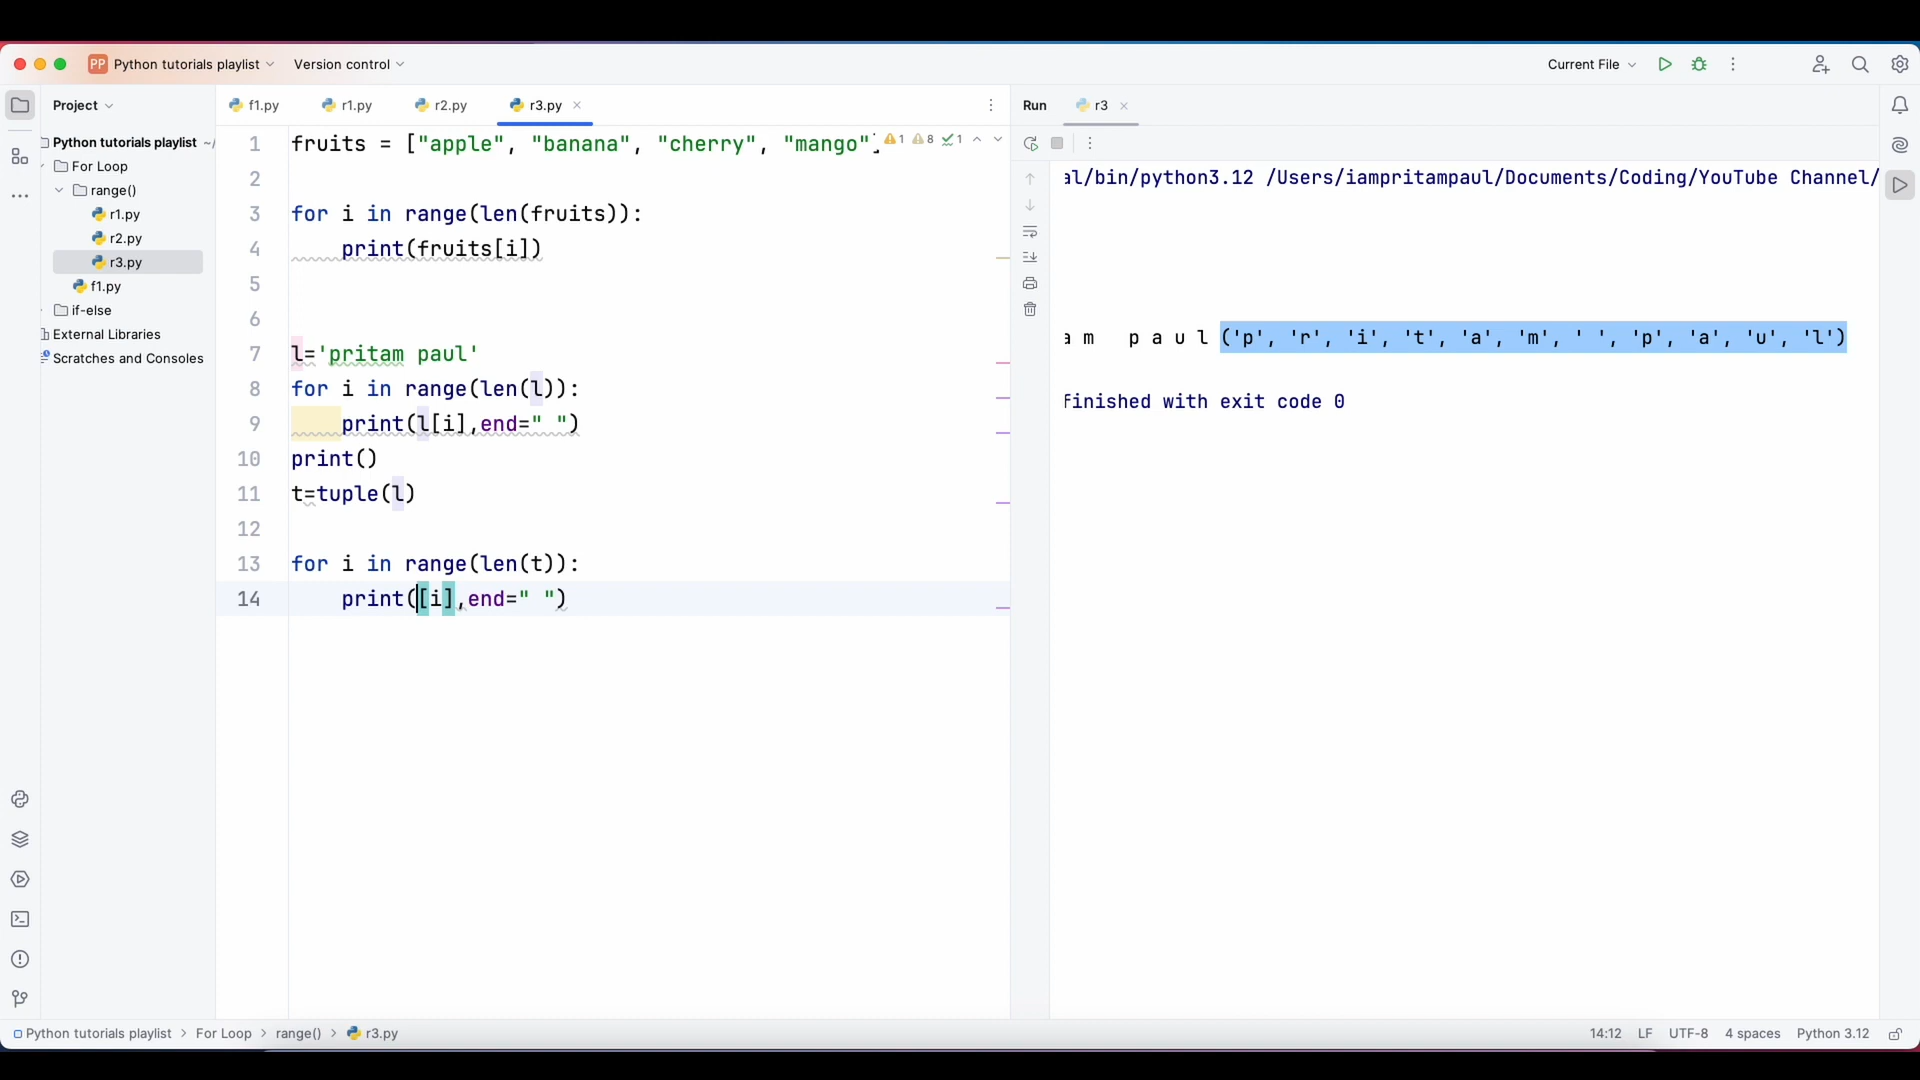 PP Python tutorials playlist Version control Current File
Project
f1.py r1.py r2.py r3.py
Run r3
Python tutorials playlist ~/
For Loop
range()
r1.py
r2.py
r3.py
f1.py
if-else
External Libraries
Scratches and Consoles
1 fruits = ["apple", "banana", "cherry", "mango"]
1 8 1
2
3 for i in range(len(fruits)):
4 print(fruits[i])
5
6
7 l='pritam paul'
8 for i in range(len(l)):
9 print(l[i],end=" ")
10 print()
11 t=tuple(l)
12
13 for i in range(len(t)):
14 print([i],end=" ")
al/bin/python3.12 /Users/iampritampaul/Documents/Coding/YouTube Channel/
a m   p a u l ('p', 'r', 'i', 't', 'a', 'm', ' ', 'p', 'a', 'u', 'l')
finished with exit code 0
Python tutorials playlist > For Loop > range() > r3.py
14:12 LF UTF-8 4 spaces Python 3.12